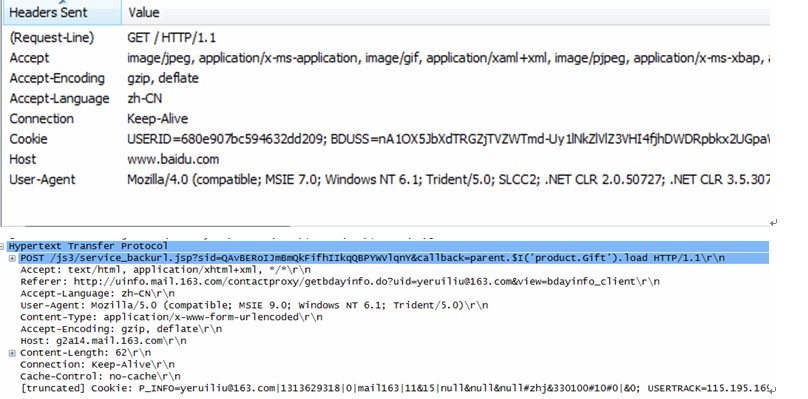 Headers Sent Value
(Request-Line) GET / HTTP/1.1
Accept image/jpeg, application/x-ms-application, image/gif, application/xaml+xml, image/pjpeg, application/x-ms-xbap,
Accept-Encoding gzip, deflate
Accept-Language zh-CN
Connection Keep-Alive
Cookie USERID=680e907bc594632dd209; BDUSS=nA1OX5JbXdTRGZjTVZWTmd-Uy1lNkZlVlZ3VHI4fjhDWDRpbkx2UGpaV
Host www.baidu.com
User-Agent Mozilla/4.0 (compatible; MSIE 7.0; Windows NT 6.1; Trident/5.0; SLCC2; .NET CLR 2.0.50727; .NET CLR 3.5.307
Hypertext Transfer Protocol
POST /js3/service_backurl.jsp?sid=QAvBERoIJmBmQkFifhIIkqQBPYWVlqnY&callback=parent.$I('product.Gift').load HTTP/1.1\r\n
Accept: text/html, application/xhtml+xml, */*\r\n
Referer: http://uinfo.mail.163.com/contactproxy/getbdayinfo.do?uid=yeruiliu@163.com&view=bdayinfo_client\r\n
Accept-Language: zh-CN\r\n
User-Agent: Mozilla/5.0 (compatible; MSIE 9.0; Windows NT 6.1; Trident/5.0)\r\n
Content-Type: application/x-www-form-urlencoded\r\n
Accept-Encoding: gzip, deflate\r\n
Host: g2a14.mail.163.com\r\n
Content-Length: 62\r\n
Connection: Keep-Alive\r\n
Cache-Control: no-cache\r\n
[truncated] Cookie: P_INFO=yeruiliu@163.com|1313629318|0|mail163|11&15|null&null&null#zhj&330100#10#0|&0; USERTRACK=115.195.169